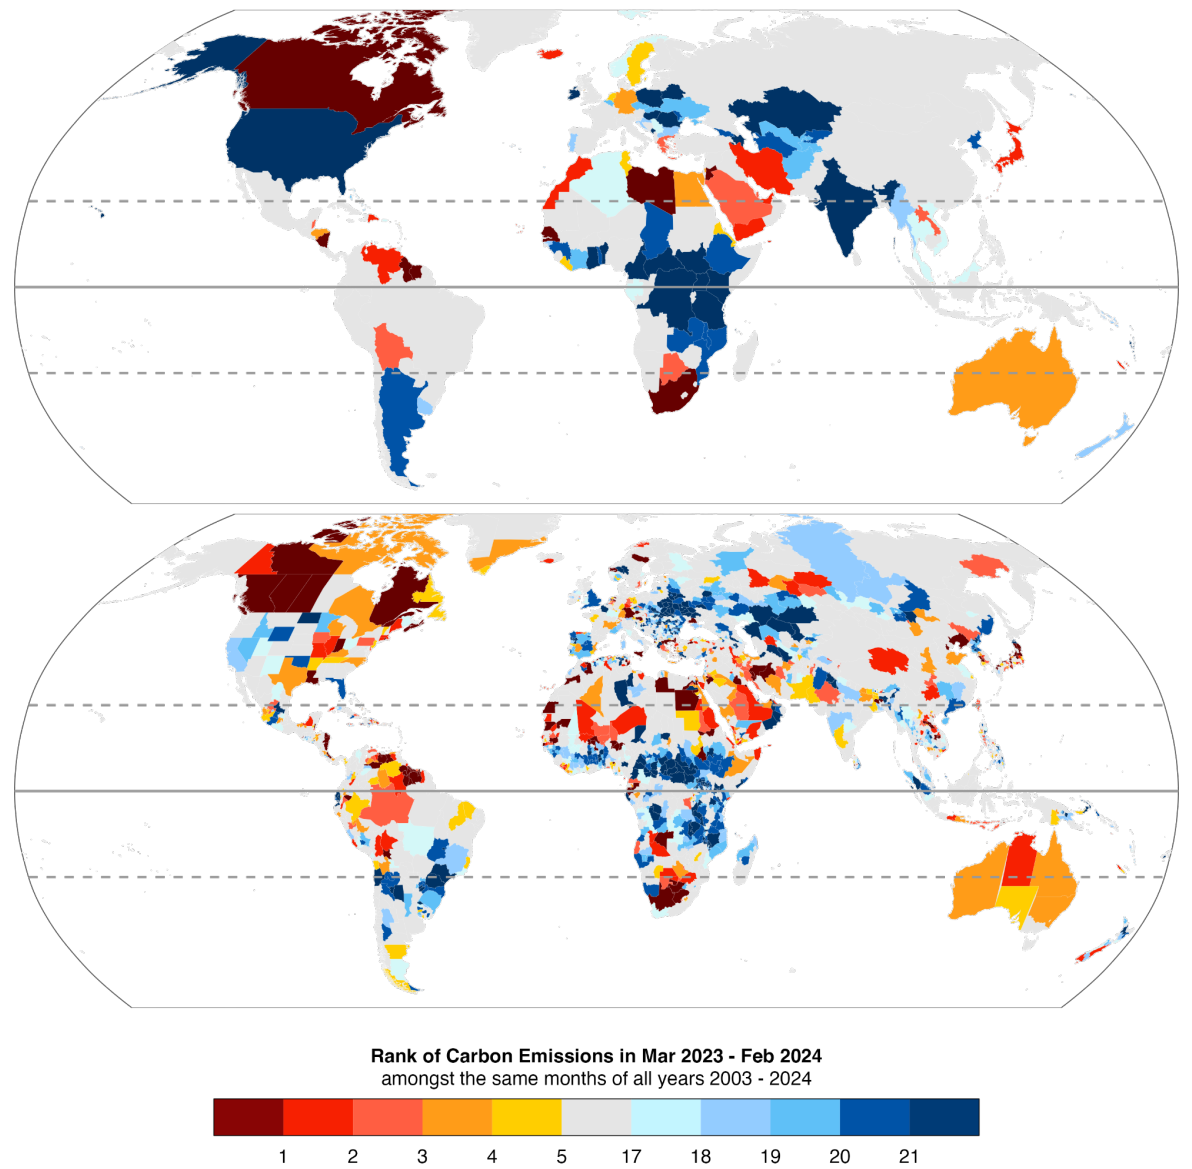 Rank of Carbon Emissions in Mar 2023 - Feb 2024
amongst the same months of all years 2003 - 2024
1 2 3 4 5 17 18 19 20 21